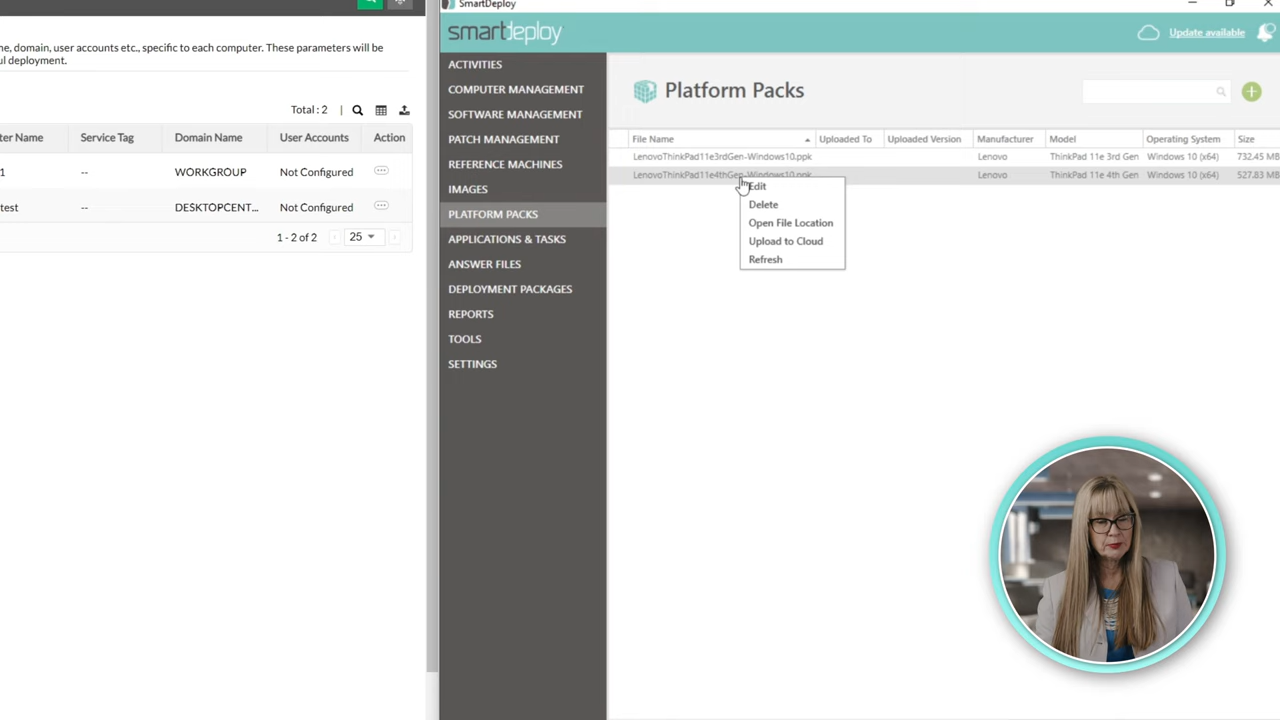 ne, domain, user accounts etc., specific to each computer. These parameters will be
ul deployment.
Total : 2
ter Name Service Tag Domain Name User Accounts Action
1 -- WORKGROUP Not Configured
test -- DESKTOPCENT... Not Configured
1 - 2 of 2 25
SmartDeploy
smartdeploy
Update available
ACTIVITIES
COMPUTER MANAGEMENT
SOFTWARE MANAGEMENT
PATCH MANAGEMENT
REFERENCE MACHINES
IMAGES
PLATFORM PACKS
APPLICATIONS & TASKS
ANSWER FILES
DEPLOYMENT PACKAGES
REPORTS
TOOLS
SETTINGS
Platform Packs
File Name Uploaded To Uploaded Version Manufacturer Model Operating System Size
LenovoThinkPad11e3rdGen-Windows10.ppk Lenovo ThinkPad 11e 3rd Gen Windows 10 (x64) 732.45 MB
LenovoThinkPad11e4thGen-Windows10.ppk Lenovo ThinkPad 11e 4th Gen Windows 10 (x64) 527.83 MB
Edit
Delete
Open File Location
Upload to Cloud
Refresh